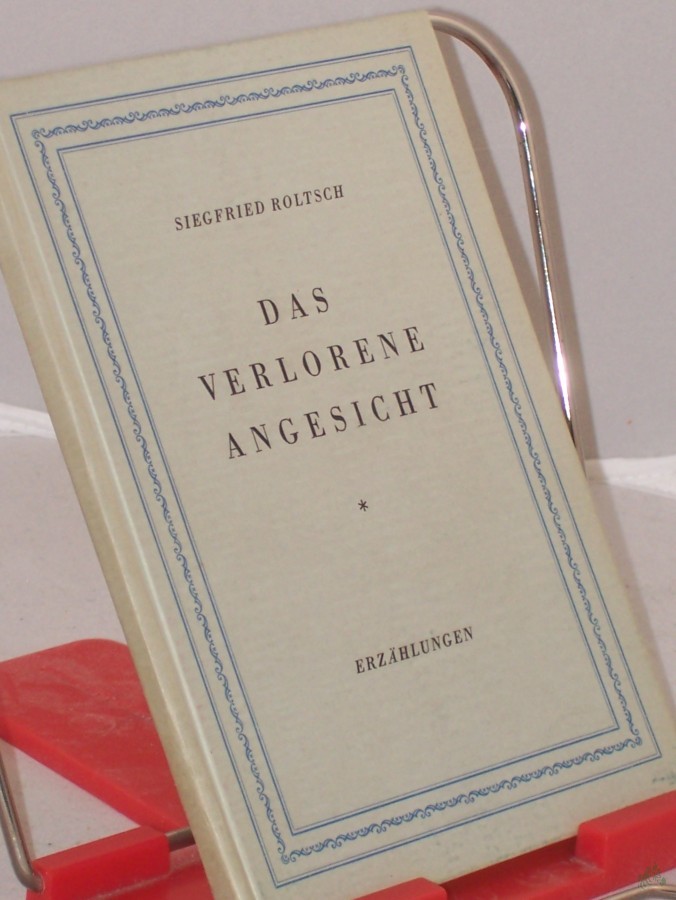 SIEGFRIED ROLTSCH
DAS
VERLORENE
ANGESICHT
*
ERZÄHLUNGEN